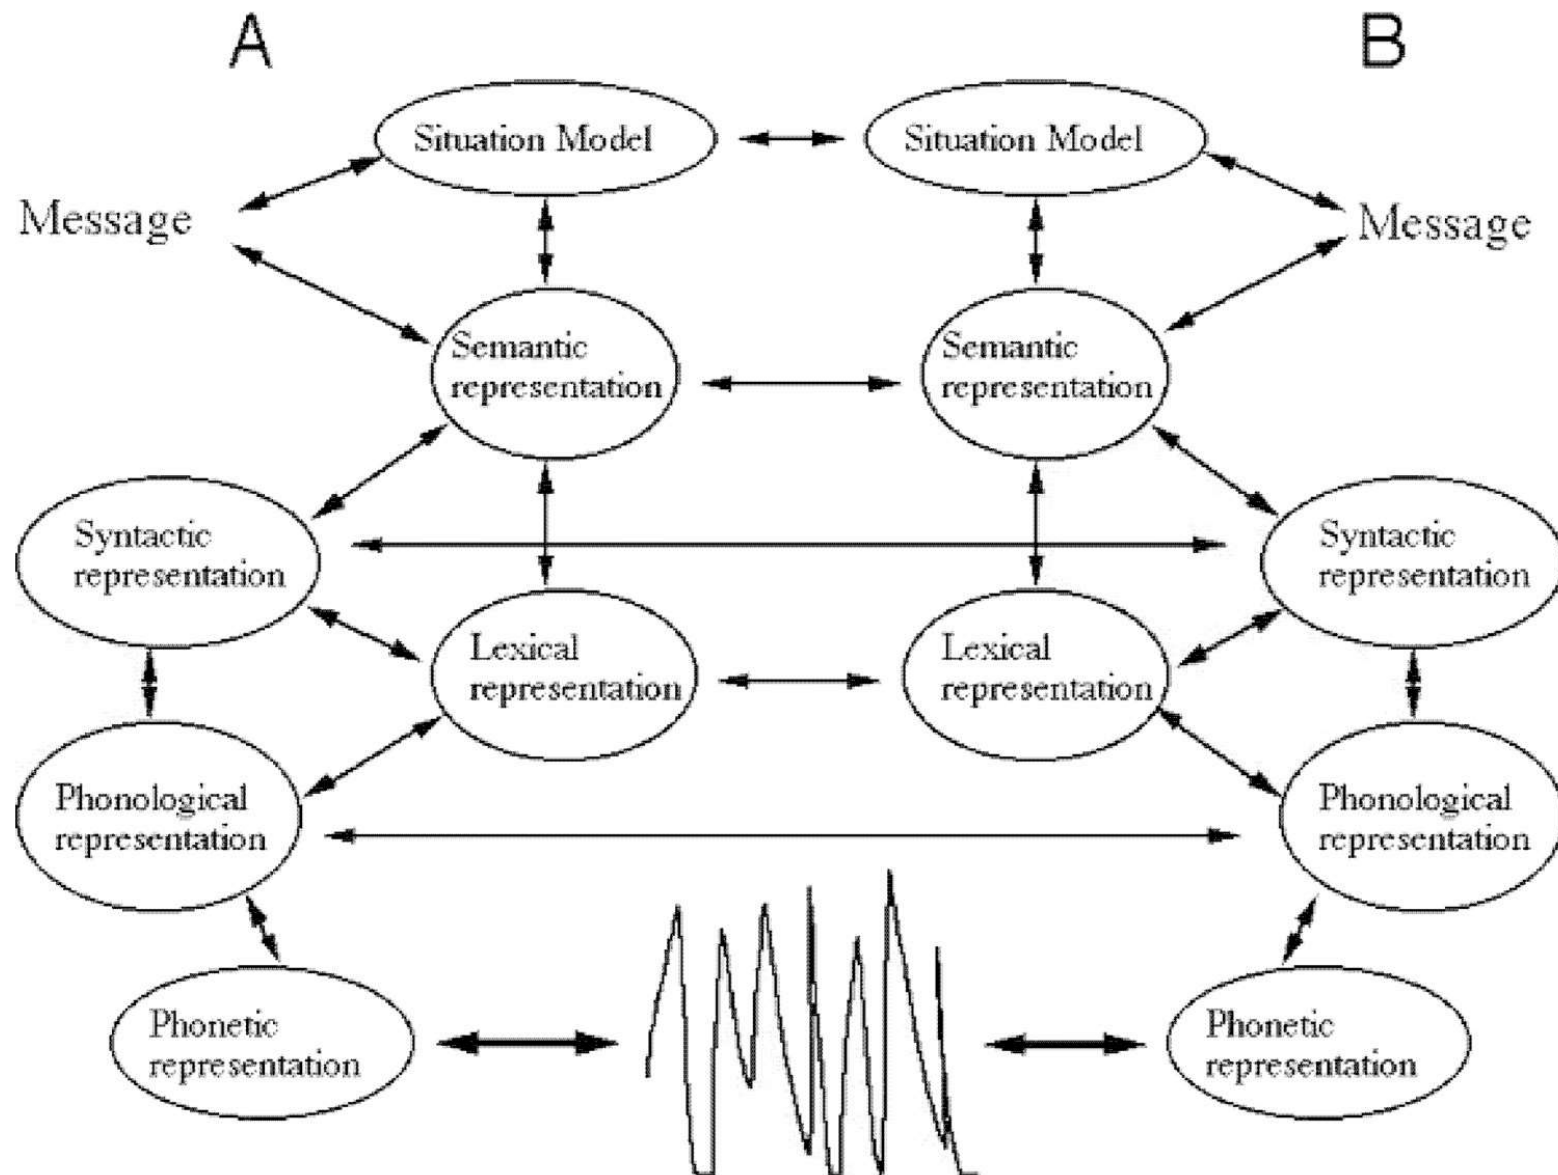 A
B
Situation Model
Situation Model
Message
Message
Semantic
representation
Semantic
representation
Syntactic
representation
Syntactic
representation
Lexical
representation
Lexical
representation
Phonological
representation
Phonological
representation
Phonetic
representation
Phonetic
representation